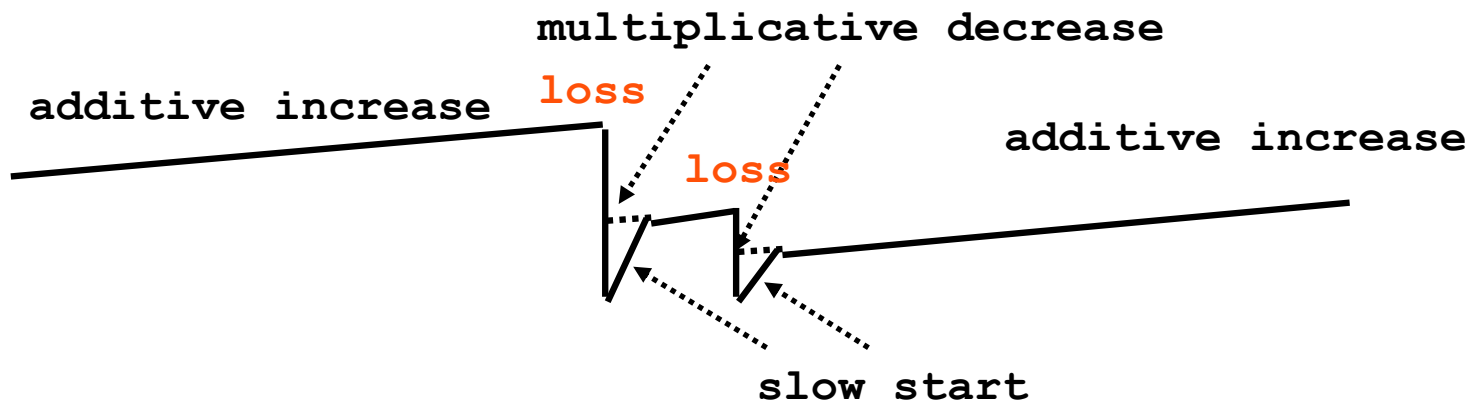 multiplicative decrease
loss
additive increase
additive increase
loss
slow start